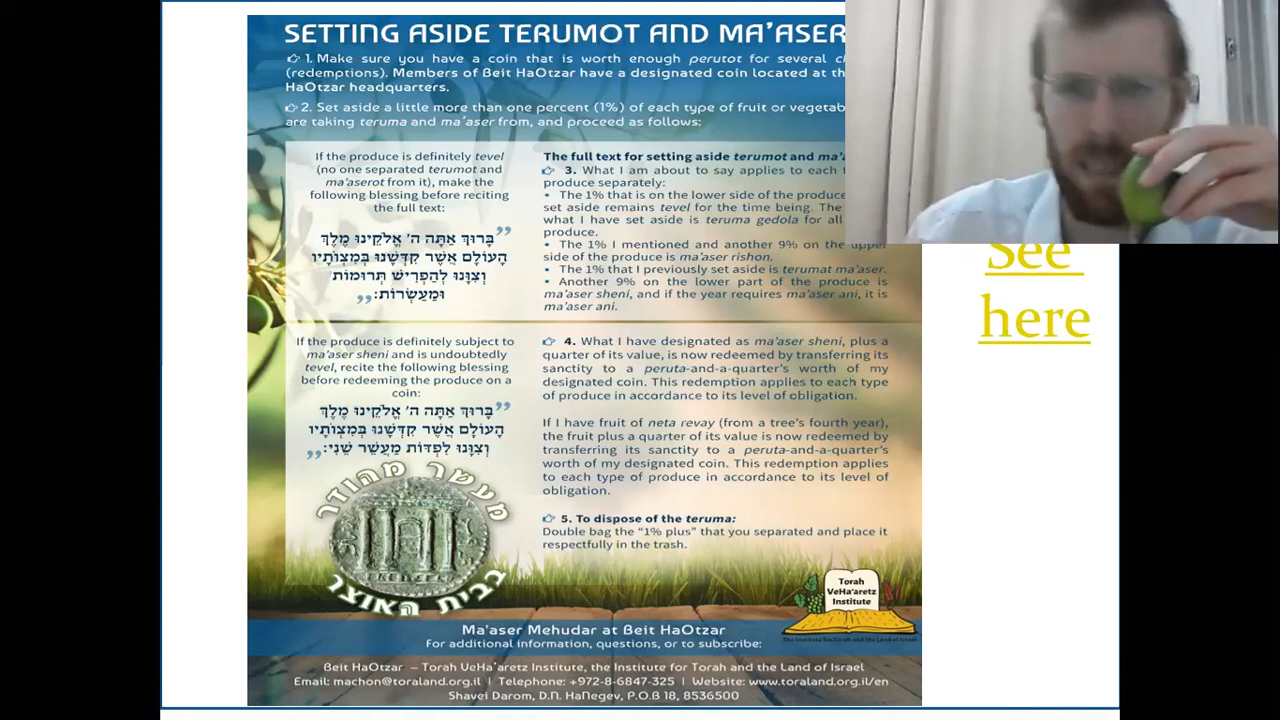 SETTING ASIDE TERUMOT AND MA'ASER
1. Make sure you have a coin that is worth enough perutot for several
(redemptions). Members of Beit HaOtzar have a designated coin located at
HaOtzar headquarters.
2. Set aside a little more than one percent (1%) of each type of fruit or
are taking teruma and ma'aser from, and proceed as follows:
If the produce is definitely tevel
(no one separated terumot and
ma'aserot from it), make the
following blessing before reciting
the full text:
”בָּרוּךְ אַתָּה ה' אֱלֹקֵינוּ מֶלֶךְ
הָעוֹלָם אֲשֶׁר קִדְּשָׁנוּ בְּמִצְוֹתָיו
וְצִוָּנוּ לְהַפְרִישׁ תְּרוּמוֹת
וּמַעַשְׂרוֹת:„
The full text for setting aside terumot and
3. What I am about to say applies to each
produce separately:
• The 1% that is on the lower side of the produce
set aside remains tevel for the time being. The
what I have set aside is teruma gedola for all
produce.
• The 1% I mentioned and another 9% on the upper
side of the produce is ma'aser rishon.
• The 1% that I previously set aside is terumat ma'aser.
• Another 9% on the lower part of the produce is
ma'aser sheni, and if the year requires ma'aser ani, it is
ma'aser ani.
If the produce is definitely subject to
ma'aser sheni and is undoubtedly
tevel, recite the following blessing
before redeeming the produce on a
coin:
”בָּרוּךְ אַתָּה ה' אֱלֹקֵינוּ מֶלֶךְ
הָעוֹלָם אֲשֶׁר קִדְּשָׁנוּ בְּמִצְוֹתָיו
וְצִוָּנוּ לִפְדּוֹת מַעֲשֵׂר שֵׁנִי:„
4. What I have designated as ma'aser sheni, plus a
quarter of its value, is now redeemed by transferring its
sanctity to a peruta-and-a-quarter's worth of my
designated coin. This redemption applies to each type
of produce in accordance to its level of obligation.
If I have fruit of neta revay (from a tree's fourth year),
the fruit plus a quarter of its value is now redeemed by
transferring its sanctity to a peruta-and-a-quarter's
worth of my designated coin. This redemption applies
to each type of produce in accordance to its level of
obligation.
5. To dispose of the teruma:
Double bag the “1% plus” that you separated and place it
respectfully in the trash.
מעשר מהודר
בבית האוצר
Torah
VeHa'aretz
Institute
The Institute for Torah and the Land of Israel
Ma'aser Mehudar at Beit HaOtzar
For additional information, questions, or to subscribe:
Beit HaOtzar – Torah VeHa'aretz Institute, the Institute for Torah and the Land of Israel
Email: machon@toraland.org.il | Telephone: +972-8-6847-325 | Website: www.toraland.org.il/en
Shavei Darom, D.N. HaNegev, P.O.B 18, 8536500
See
here